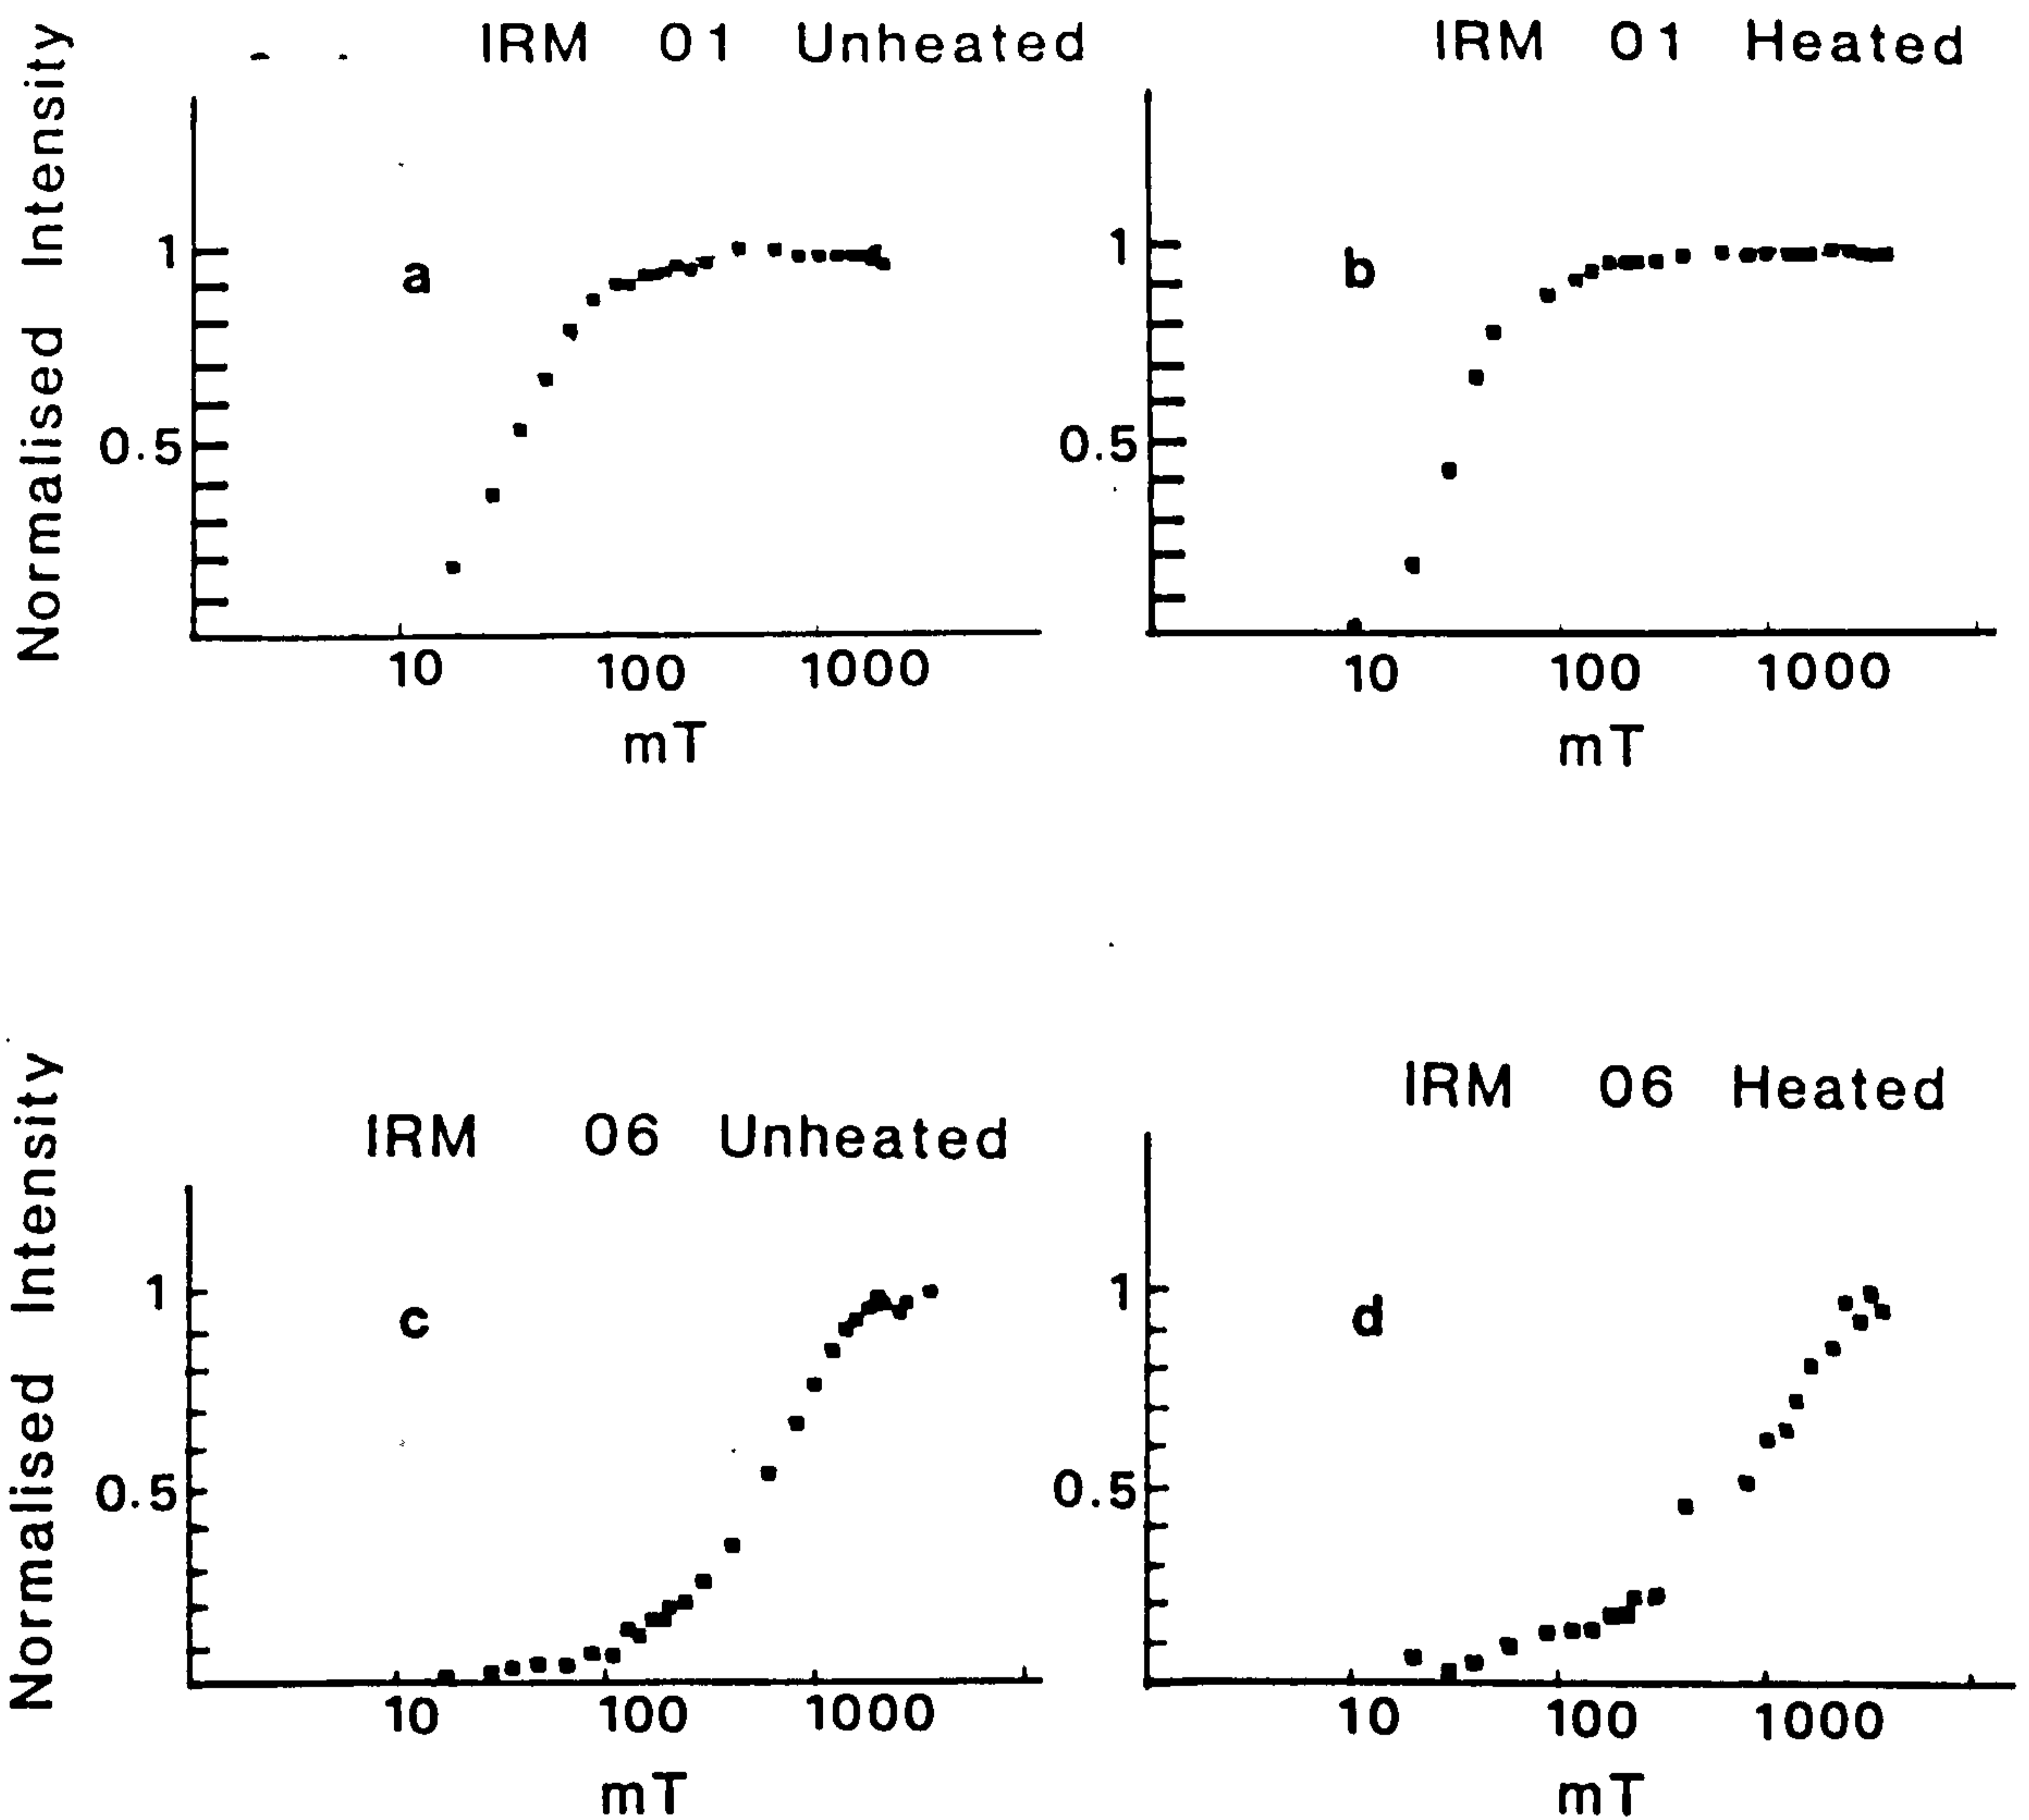 IRM 01 Unheated
Normalised Intensity
1
0.5
a
10 100 1000
mT
IRM 01 Heated
1
0.5
b
10 100 1000
mT
IRM 06 Unheated
Normalised Intensity
1
0.5
c
10 100 1000
mT
IRM 06 Heated
1
0.5
d
10 100 1000
mT